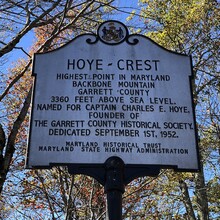 HOYE-CREST
HIGHEST POINT IN MARYLAND
BACKBONE MOUNTAIN
GARRETT COUNTY
3360 FEET ABOVE SEA LEVEL.
NAMED FOR CAPTAIN CHARLES E. HOYE,
FOUNDER OF
THE GARRETT COUNTY HISTORICAL SOCIETY.
DEDICATED SEPTEMBER 1ST, 1952.
MARYLAND HISTORICAL TRUST
MARYLAND STATE HIGHWAY ADMINISTRATION